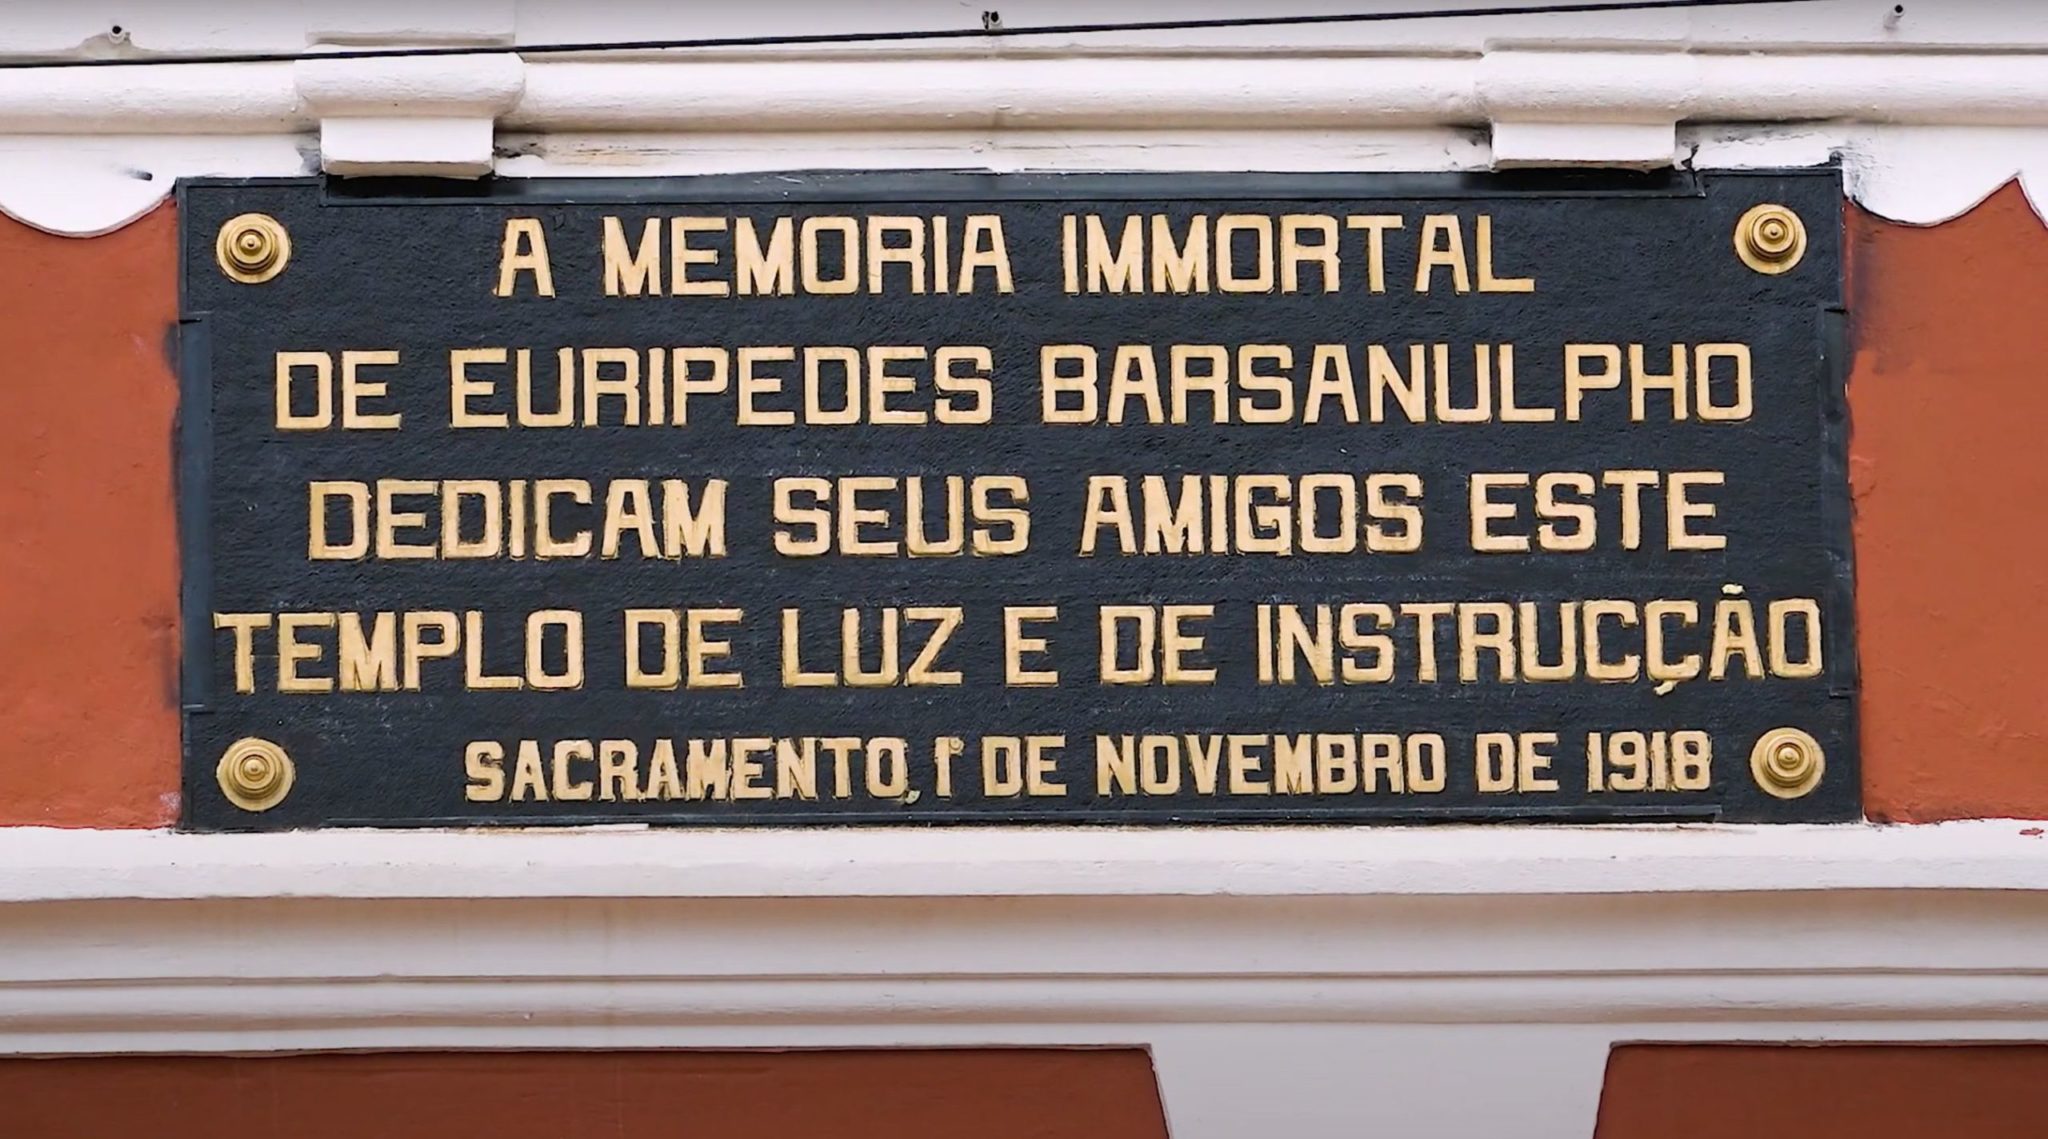 A MEMORIA IMMORTAL
DE EURIPEDES BARSANULPHO
DEDICAM SEUS AMIGOS ESTE
TEMPLO DE LUZ E DE INSTRUCÇÃO
SACRAMENTO, 1º DE NOVEMBRO DE 1918